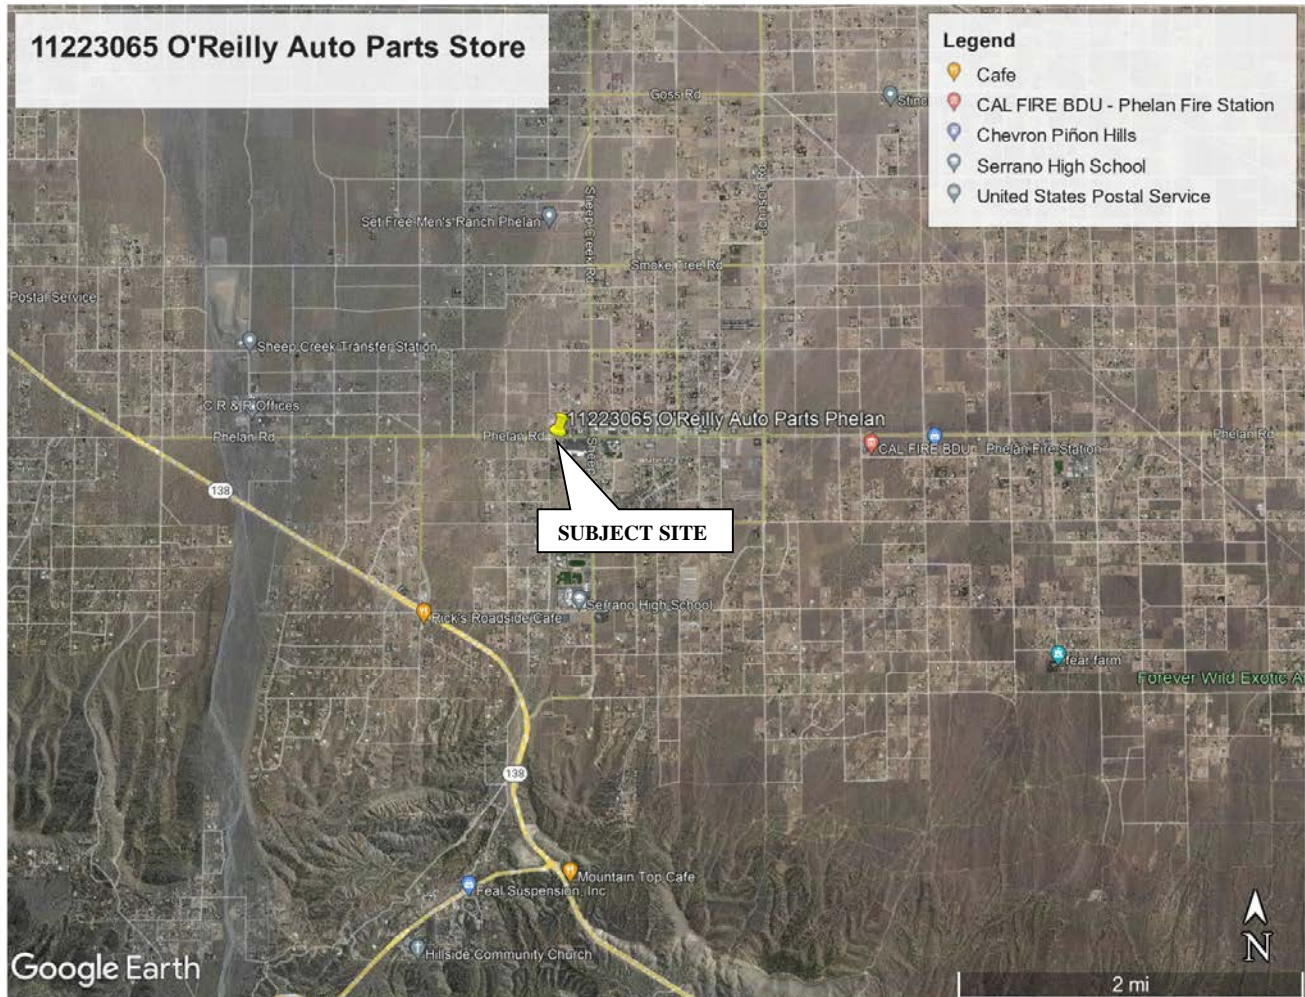 11223065 O'Reilly Auto Parts Store
Legend
Cafe
CAL FIRE BDU - Phelan Fire Station
Chevron Piñon Hills
Serrano High School
United States Postal Service
Goss Rd
Sheep Creek Rd
Johnson Rd
Set Free Men's Ranch Phelan
Smoke Tree Rd
Postal Service
Sheep Creek Transfer Station
C R & R Offices
11223065 O'Reilly Auto Parts Phelan
Phelan Rd
Phelan Rd
Phelan Rd
Sheep
CAL FIRE BDU - Phelan Fire Station
138
SUBJECT SITE
Serrano High School
Rick's Roadside Cafe
fear farm
Forever Wild Exotic A
138
Mountain Top Cafe
Feal Suspension, Inc
Hillside Community Church
Google Earth
N
2 mi